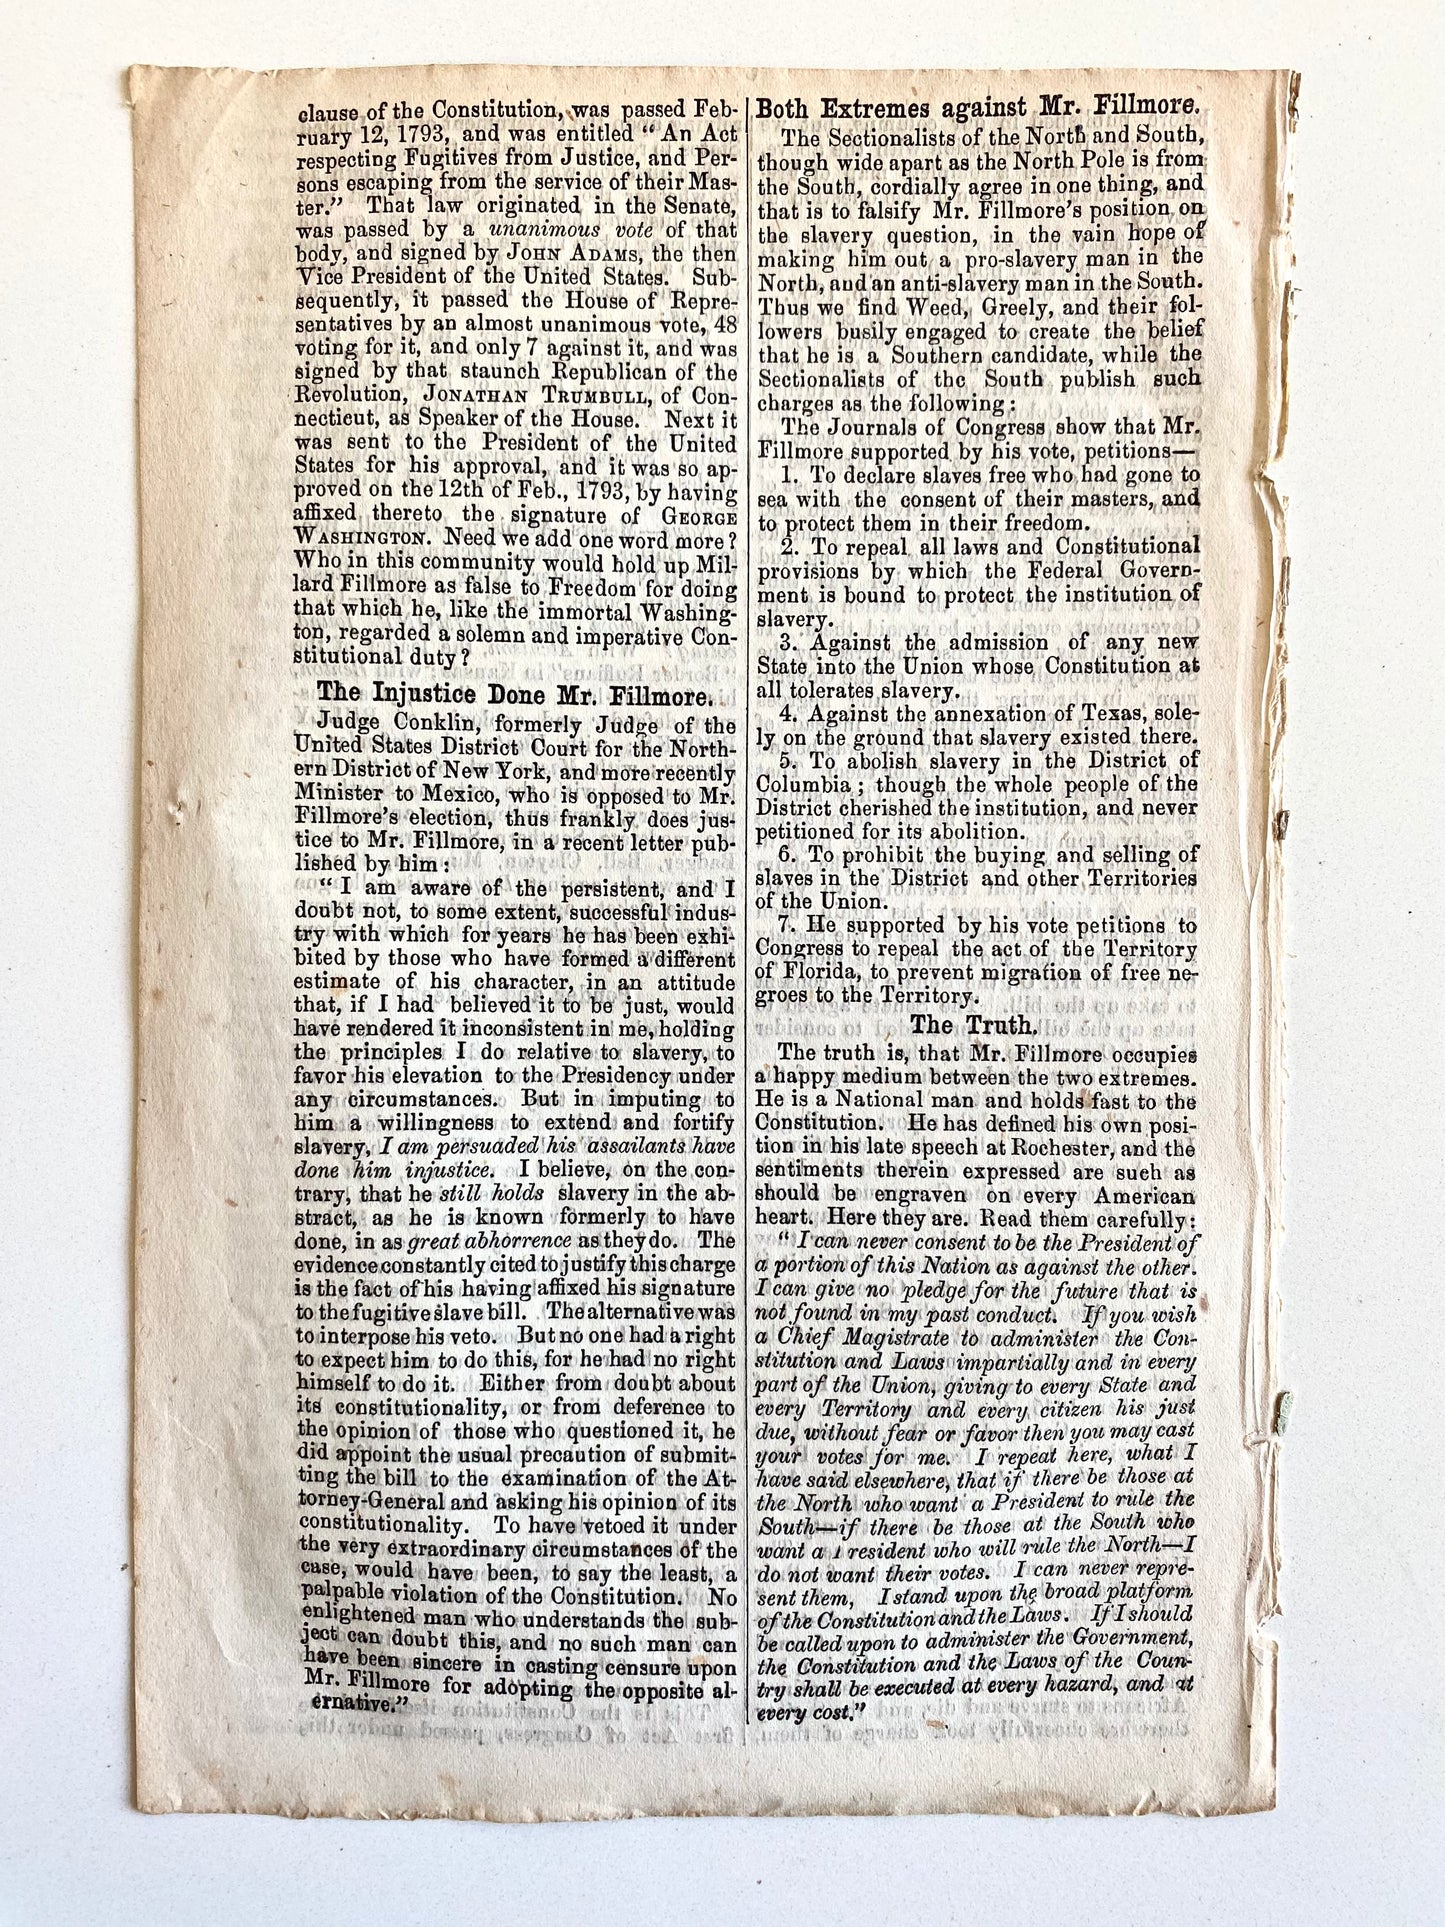 clause of the Constitution, was passed Feb-
ruary 12, 1793, and was entitled "An Act
respecting Fugitives from Justice, and Per-
sons escaping from the service of their Mas-
ter." That law originated in the Senate,
was passed by a unanimous vote of that
body, and signed by JOHN ADAMS, the then
Vice President of the United States. Sub-
sequently, it passed the House of Repre-
sentatives by an almost unanimous vote, 48
voting for it, and only 7 against it, and was
signed by that staunch Republican of the
Revolution, JONATHAN TRUMBULL, of Con-
necticut, as Speaker of the House. Next it
was sent to the President of the United
States for his approval, and it was so ap-
proved on the 12th of Feb., 1793, by having
affixed thereto the signature of GEORGE
WASHINGTON. Need we add one word more?
Who in this community would hold up Mil-
lard Fillmore as false to Freedom for doing
that which he, like the immortal Washing-
ton, regarded a solemn and imperative Con-
stitutional duty?
The Injustice Done Mr. Fillmore.
Judge Conklin, formerly Judge of the
United States District Court for the North-
ern District of New York, and more recently
Minister to Mexico, who is opposed to Mr.
Fillmore's election, thus frankly does jus-
tice to Mr. Fillmore, in a recent letter pub-
lished by him:
"I am aware of the persistent, and I
doubt not, to some extent, successful indus-
try with which for years he has been exhi-
bited by those who have formed a different
estimate of his character, in an attitude
that, if I had believed it to be just, would
have rendered it inconsistent in me, holding
the principles I do relative to slavery, to
favor his elevation to the Presidency under
any circumstances. But in imputing to
him a willingness to extend and fortify
slavery, I am persuaded his assailants have
done him injustice. I believe, on the con-
trary, that he still holds slavery in the ab-
stract, as he is known formerly to have
done, in as great abhorrence as they do. The
evidence constantly cited to justify this charge
is the fact of his having affixed his signature
to the fugitive slave bill. The alternative was
to interpose his veto. But no one had a right
to expect him to do this, for he had no right
himself to do it. Either from doubt about
its constitutionality, or from deference to
the opinion of those who questioned it, he
did appoint the usual precaution of submit-
ting the bill to the examination of the At-
torney-General and asking his opinion of its
constitutionality. To have vetoed it under
the very extraordinary circumstances of the
case, would have been, to say the least, a
palpable violation of the Constitution. No
enlightened man who understands the sub-
ject can doubt this, and no such man can
have been sincere in casting censure upon
Mr. Fillmore for adopting the opposite al-
ernative."
Both Extremes against Mr. Fillmore.
The Sectionalists of the North and South,
though wide apart as the North Pole is from
the South, cordially agree in one thing, and
that is to falsify Mr. Fillmore's position on
the slavery question, in the vain hope of
making him out a pro-slavery man in the
North, and an anti-slavery man in the South.
Thus we find Weed, Greely, and their fol-
lowers busily engaged to create the belief
that he is a Southern candidate, while the
Sectionalists of the South publish such
charges as the following:
The Journals of Congress show that Mr.
Fillmore supported by his vote, petitions—
1. To declare slaves free who had gone to
sea with the consent of their masters, and
to protect them in their freedom.
2. To repeal all laws and Constitutional
provisions by which the Federal Govern-
ment is bound to protect the institution of
slavery.
3. Against the admission of any new
State into the Union whose Constitution at
all tolerates slavery.
4. Against the annexation of Texas, sole-
ly on the ground that slavery existed there.
5. To abolish slavery in the District of
Columbia; though the whole people of the
District cherished the institution, and never
petitioned for its abolition.
6. To prohibit the buying and selling of
slaves in the District and other Territories
of the Union.
7. He supported by his vote petitions to
Congress to repeal the act of the Territory
of Florida, to prevent migration of free ne-
groes to the Territory.
The Truth.
The truth is, that Mr. Fillmore occupies
a happy medium between the two extremes.
He is a National man and holds fast to the
Constitution. He has defined his own posi-
tion in his late speech at Rochester, and the
sentiments therein expressed are such as
should be engraven on every American
heart. Here they are. Read them carefully:
"I can never consent to be the President of
a portion of this Nation as against the other.
I can give no pledge for the future that is
not found in my past conduct. If you wish
a Chief Magistrate to administer the Con-
stitution and Laws impartially and in every
part of the Union, giving to every State and
every Territory and every citizen his just
due, without fear or favor then you may cast
your votes for me. I repeat here, what I
have said elsewhere, that if there be those at
the North who want a President to rule the
South—if there be those at the South who
want a resident who will rule the North—I
do not want their votes. I can never repre-
sent them, I stand upon the broad platform
of the Constitution and the Laws. If I should
be called upon to administer the Government,
the Constitution and the Laws of the Coun-
try shall be executed at every hazard, and at
every cost."